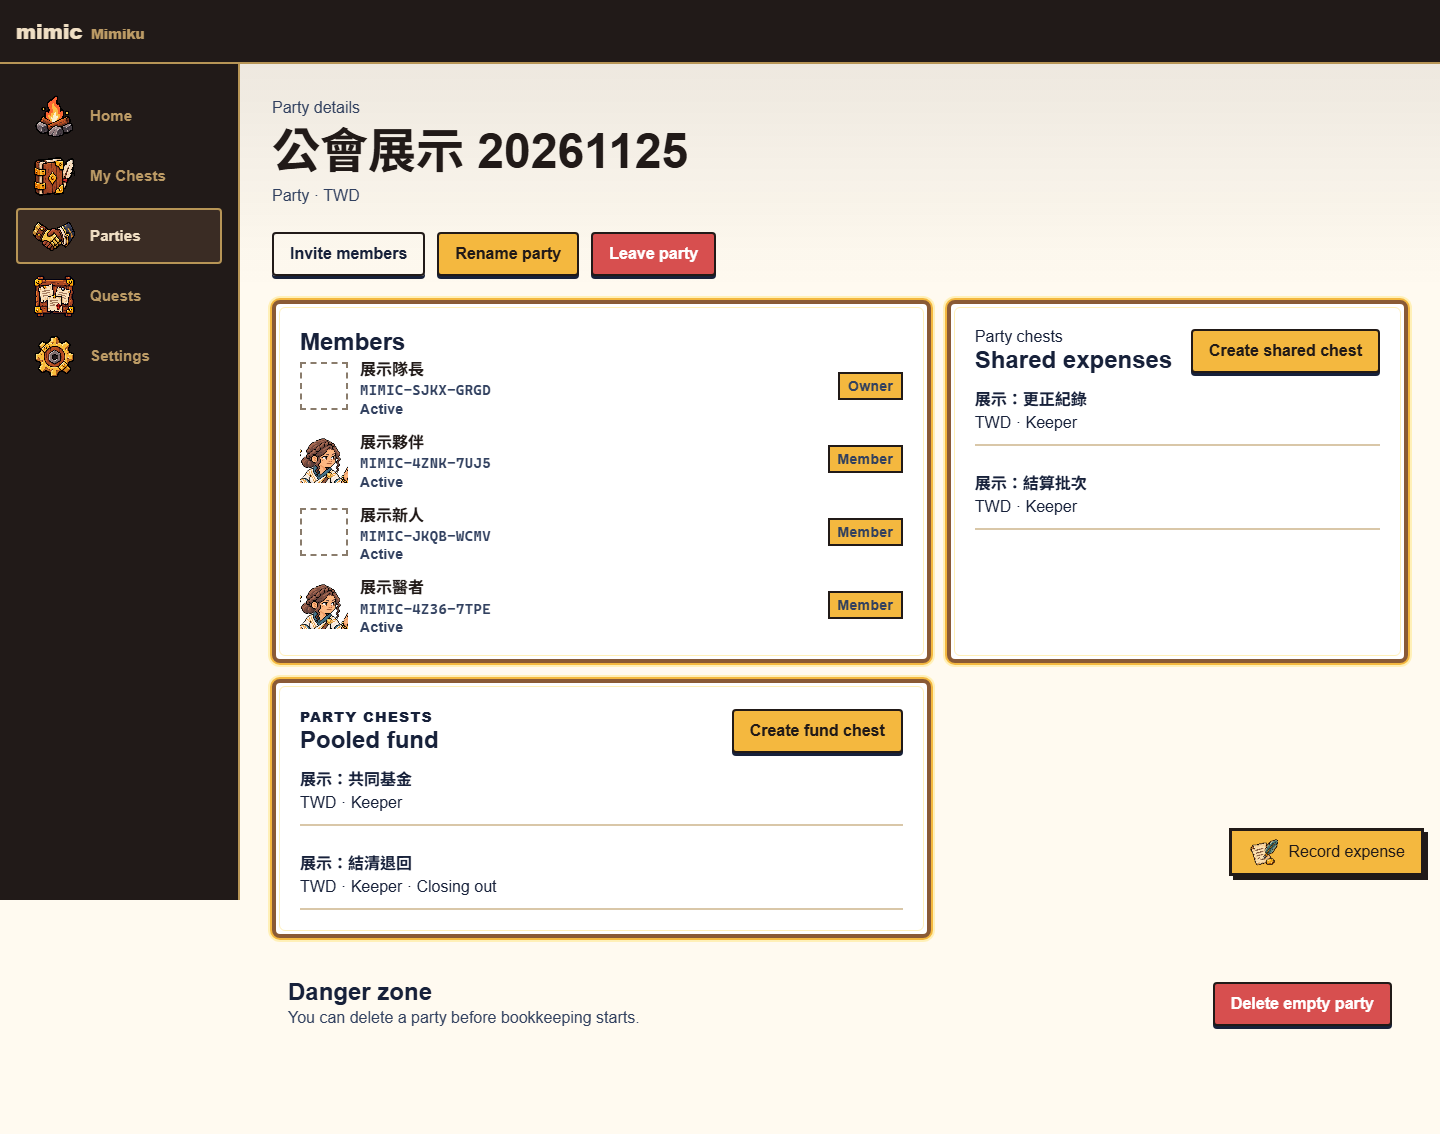 mimic Mimiku
Home
My Chests
Parties
Quests
Settings
Party details
公會展示 20261125
Party · TWD
Invite members
Rename party
Leave party
Members
展示隊長
MIMIC-SJKX-GRGD
Active
Owner
展示夥伴
MIMIC-4ZNK-7UJ5
Active
Member
展示新人
MIMIC-JKQB-WCMV
Active
Member
展示醫者
MIMIC-4Z36-7TPE
Active
Member
Party chests
Shared expenses
Create shared chest
展示：更正紀錄
TWD · Keeper
展示：結算批次
TWD · Keeper
PARTY CHESTS
Pooled fund
Create fund chest
展示：共同基金
TWD · Keeper
展示：結清退回
TWD · Keeper · Closing out
Record expense
Danger zone
You can delete a party before bookkeeping starts.
Delete empty party